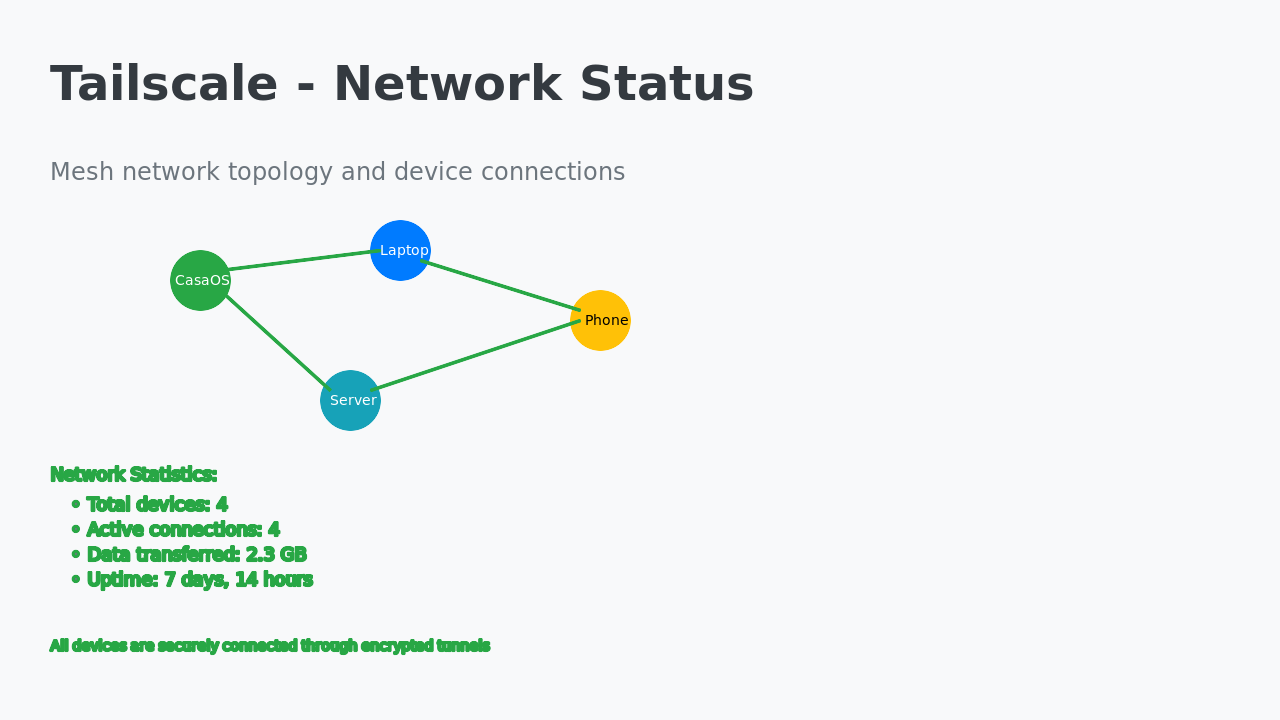 Tailscale - Network Status
Mesh network topology and device connections
Laptop
CasaOS
Phone
Server
Network Statistics:
• Total devices: 4
• Active connections: 4
• Data transferred: 2.3 GB
• Uptime: 7 days, 14 hours
All devices are securely connected through encrypted tunnels